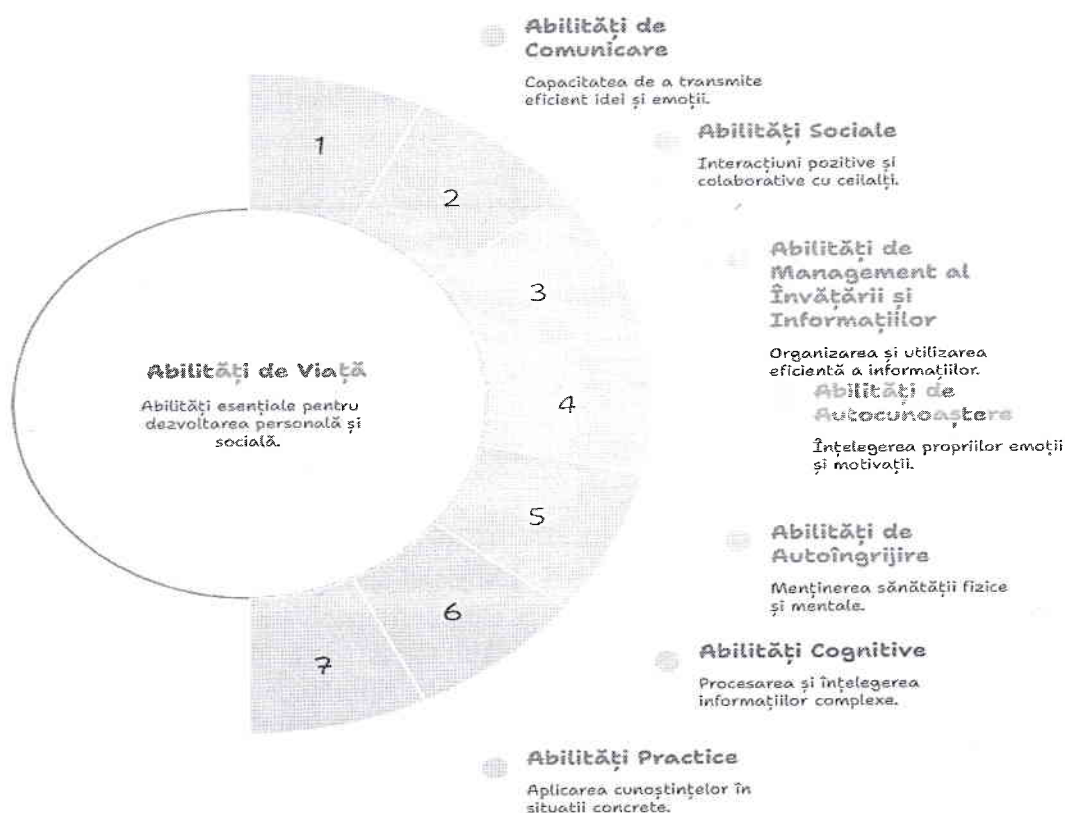 Abilități de
Comunicare
Capacitatea de a transmite
eficient idei și emoții.
1
Abilități Sociale
Interacțiuni pozitive și
colaborative cu ceilalți.
2
Abilități de
Management al
Învățării și
Informațiilor
Organizarea și utilizarea
eficientă a informațiilor.
3
Abilități de Viață
Abilități esențiale pentru
dezvoltarea personală și
socială.
4
Abilități de
Autocunoaștere
Înțelegerea propriilor emoții
și motivații.
5
Abilități de
Autoîngrijire
Menținerea sănătății fizice
și mentale.
6
Abilități Cognitive
Procesarea și înțelegerea
informațiilor complexe.
7
Abilități Practice
Aplicarea cunoștințelor în
situații concrete.